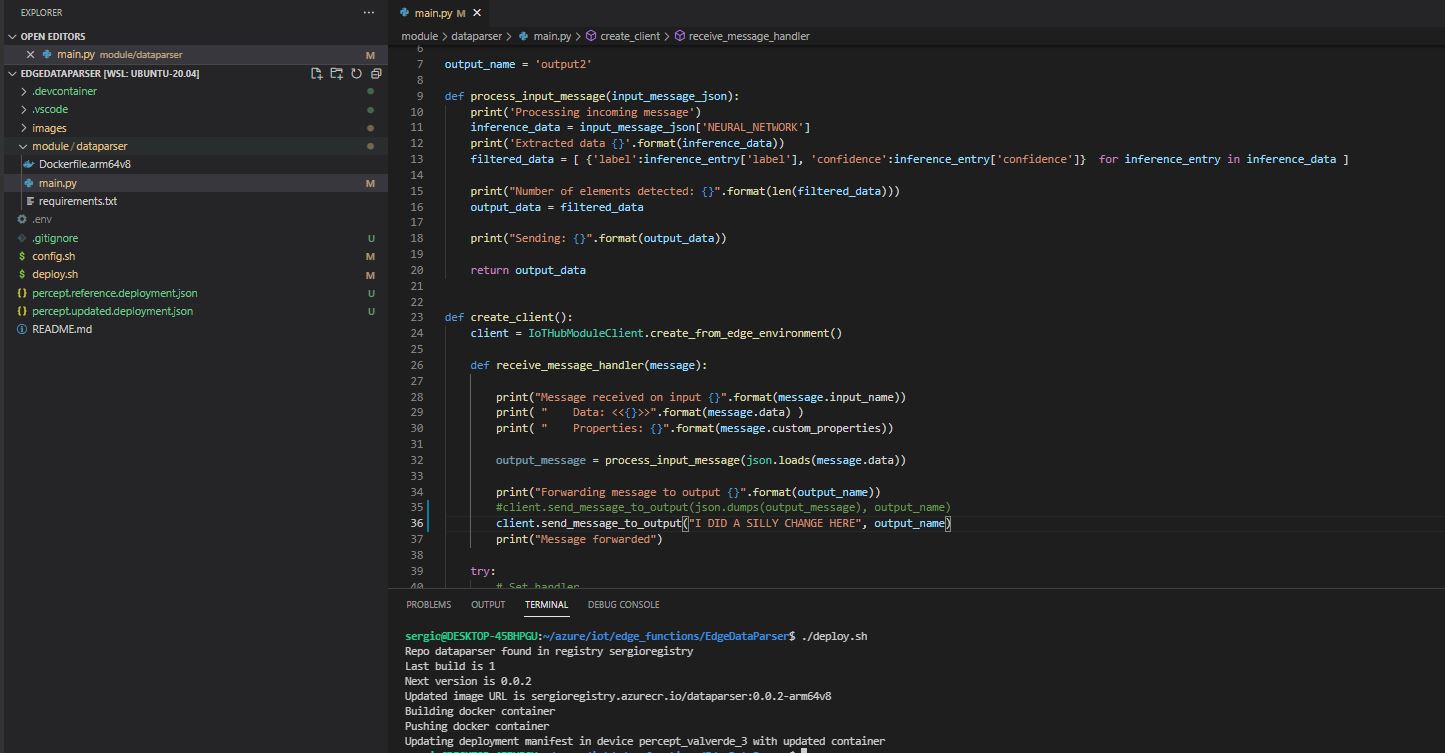 EXPLORER
···
OPEN EDITORS
main.py module/dataparser M
EDGEDATAPARSER [WSL: UBUNTU-20.04]
.devcontainer
.vscode
images
module / dataparser
Dockerfile.arm64v8
main.py M
requirements.txt
.env
.gitignore U
$ config.sh M
$ deploy.sh M
{} percept.reference.deployment.json U
{} percept.updated.deployment.json U
README.md
main.py M ×
module > dataparser > main.py > create_client > receive_message_handler
6
7 output_name = 'output2'
8
9 def process_input_message(input_message_json):
10     print('Processing incoming message')
11     inference_data = input_message_json['NEURAL_NETWORK']
12     print('Extracted data {}'.format(inference_data))
13     filtered_data = [ {'label':inference_entry['label'], 'confidence':inference_entry['confidence']}  for inference_entry in inference_data ]
14
15     print("Number of elements detected: {}".format(len(filtered_data)))
16     output_data = filtered_data
17
18     print("Sending: {}".format(output_data))
19
20     return output_data
21
22
23 def create_client():
24     client = IoTHubModuleClient.create_from_edge_environment()
25
26     def receive_message_handler(message):
27
28         print("Message received on input {}".format(message.input_name))
29         print( "    Data: <<{}>>".format(message.data) )
30         print( "    Properties: {}".format(message.custom_properties))
31
32         output_message = process_input_message(json.loads(message.data))
33
34         print("Forwarding message to output {}".format(output_name))
35         #client.send_message_to_output(json.dumps(output_message), output_name)
36         client.send_message_to_output("I DID A SILLY CHANGE HERE", output_name)
37         print("Message forwarded")
38
39     try:
40         # Set handler
PROBLEMS OUTPUT TERMINAL DEBUG CONSOLE
sergio@DESKTOP-45BHPGU:~/azure/iot/edge_functions/EdgeDataParser$ ./deploy.sh
Repo dataparser found in registry sergioregistry
Last build is 1
Next version is 0.0.2
Updated image URL is sergioregistry.azurecr.io/dataparser:0.0.2-arm64v8
Building docker container
Pushing docker container
Updating deployment manifest in device percept_valverde_3 with updated container